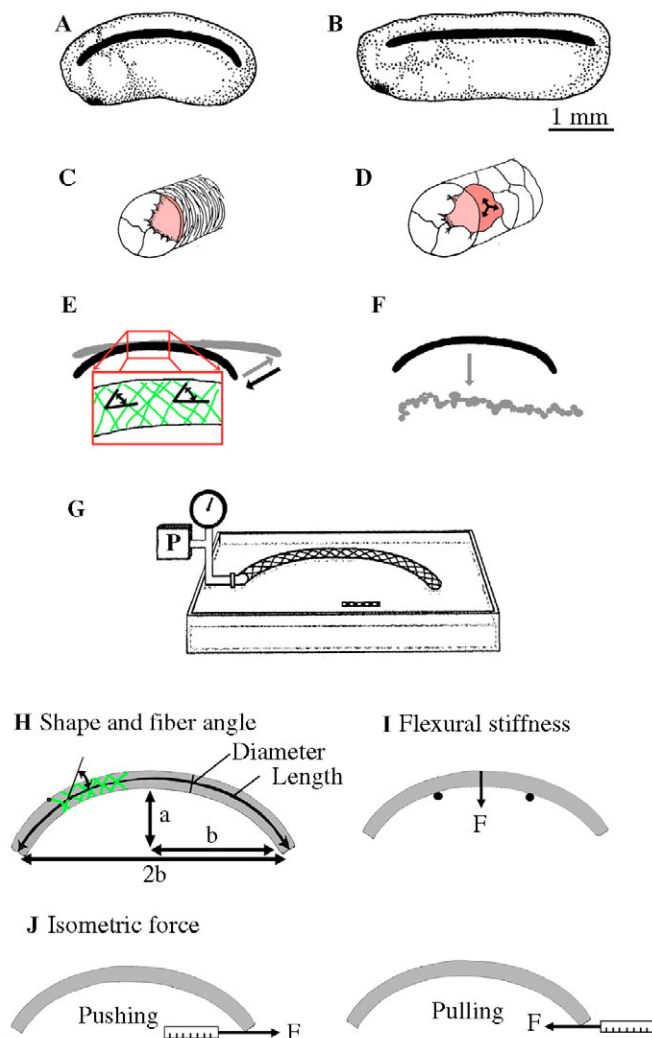 A
B
1 mm
C
D
E
F
G
P
H Shape and fiber angle
I Flexural stiffness
Diameter
Length
a
b
2b
F
J Isometric force
Pushing
F
Pulling
F